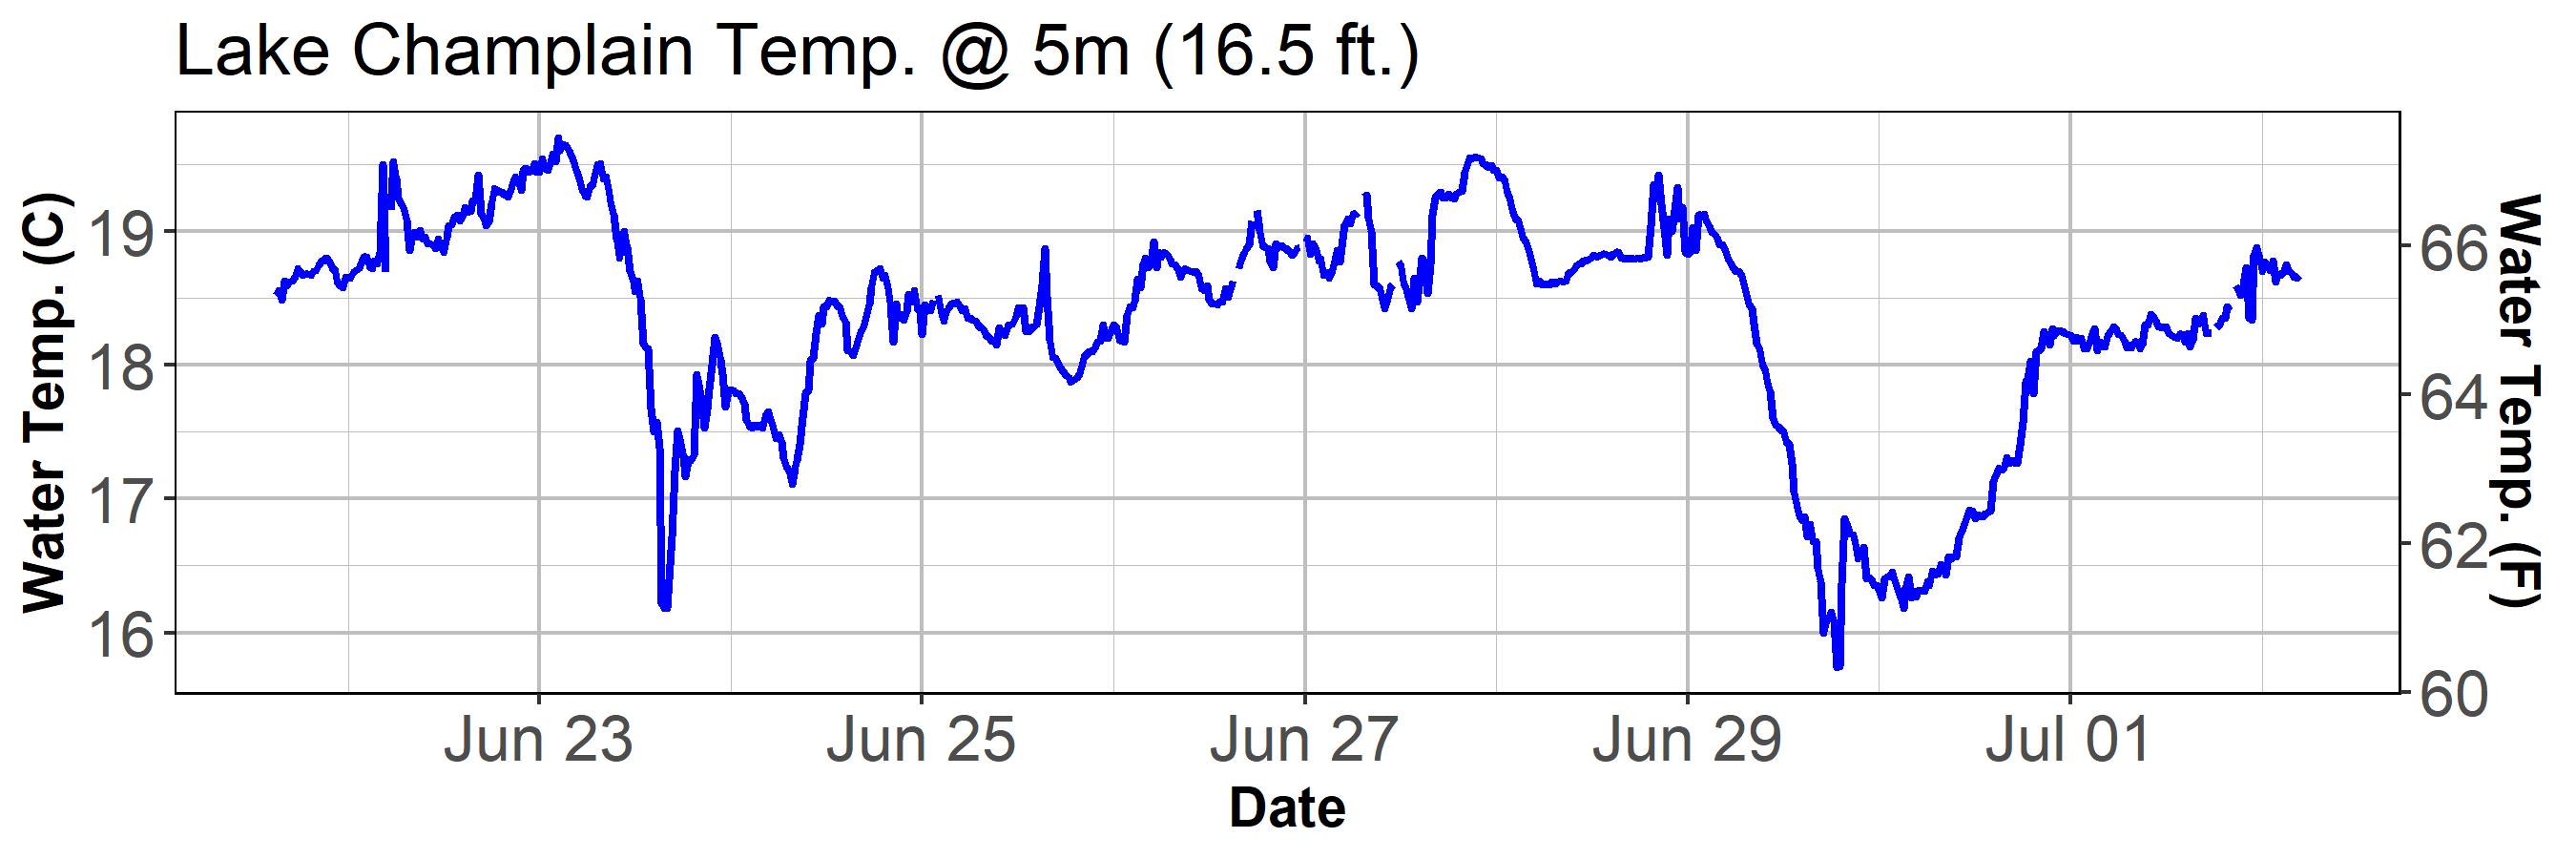 Lake Champlain Temp. @ 5m (16.5 ft.)
Water Temp. (C)
19
18
17
16
66
64
62
60
Water Temp. (F)
Jun 23
Jun 25
Jun 27
Jun 29
Jul 01
Date